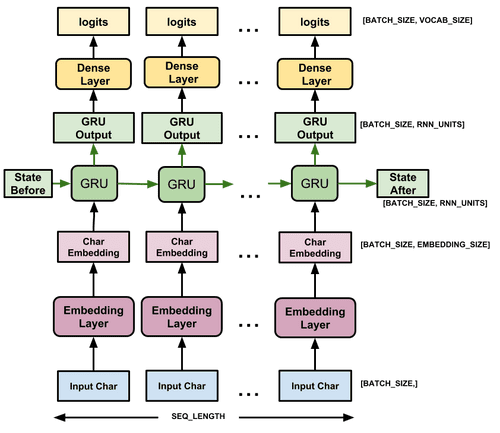 logits logits ... logits [BATCH_SIZE, VOCAB_SIZE]
Dense Dense ... Dense
Layer Layer Layer
GRU GRU ... GRU [BATCH_SIZE, RNN_UNITS]
Output Output Output
State GRU GRU ... GRU State
Before After
[BATCH_SIZE, RNN_UNITS]
Char Char ... Char [BATCH_SIZE, EMBEDDING_SIZE]
Embedding Embedding Embedding
Embedding Embedding ... Embedding
Layer Layer Layer
Input Char Input Char ... Input Char [BATCH_SIZE,]
SEQ_LENGTH